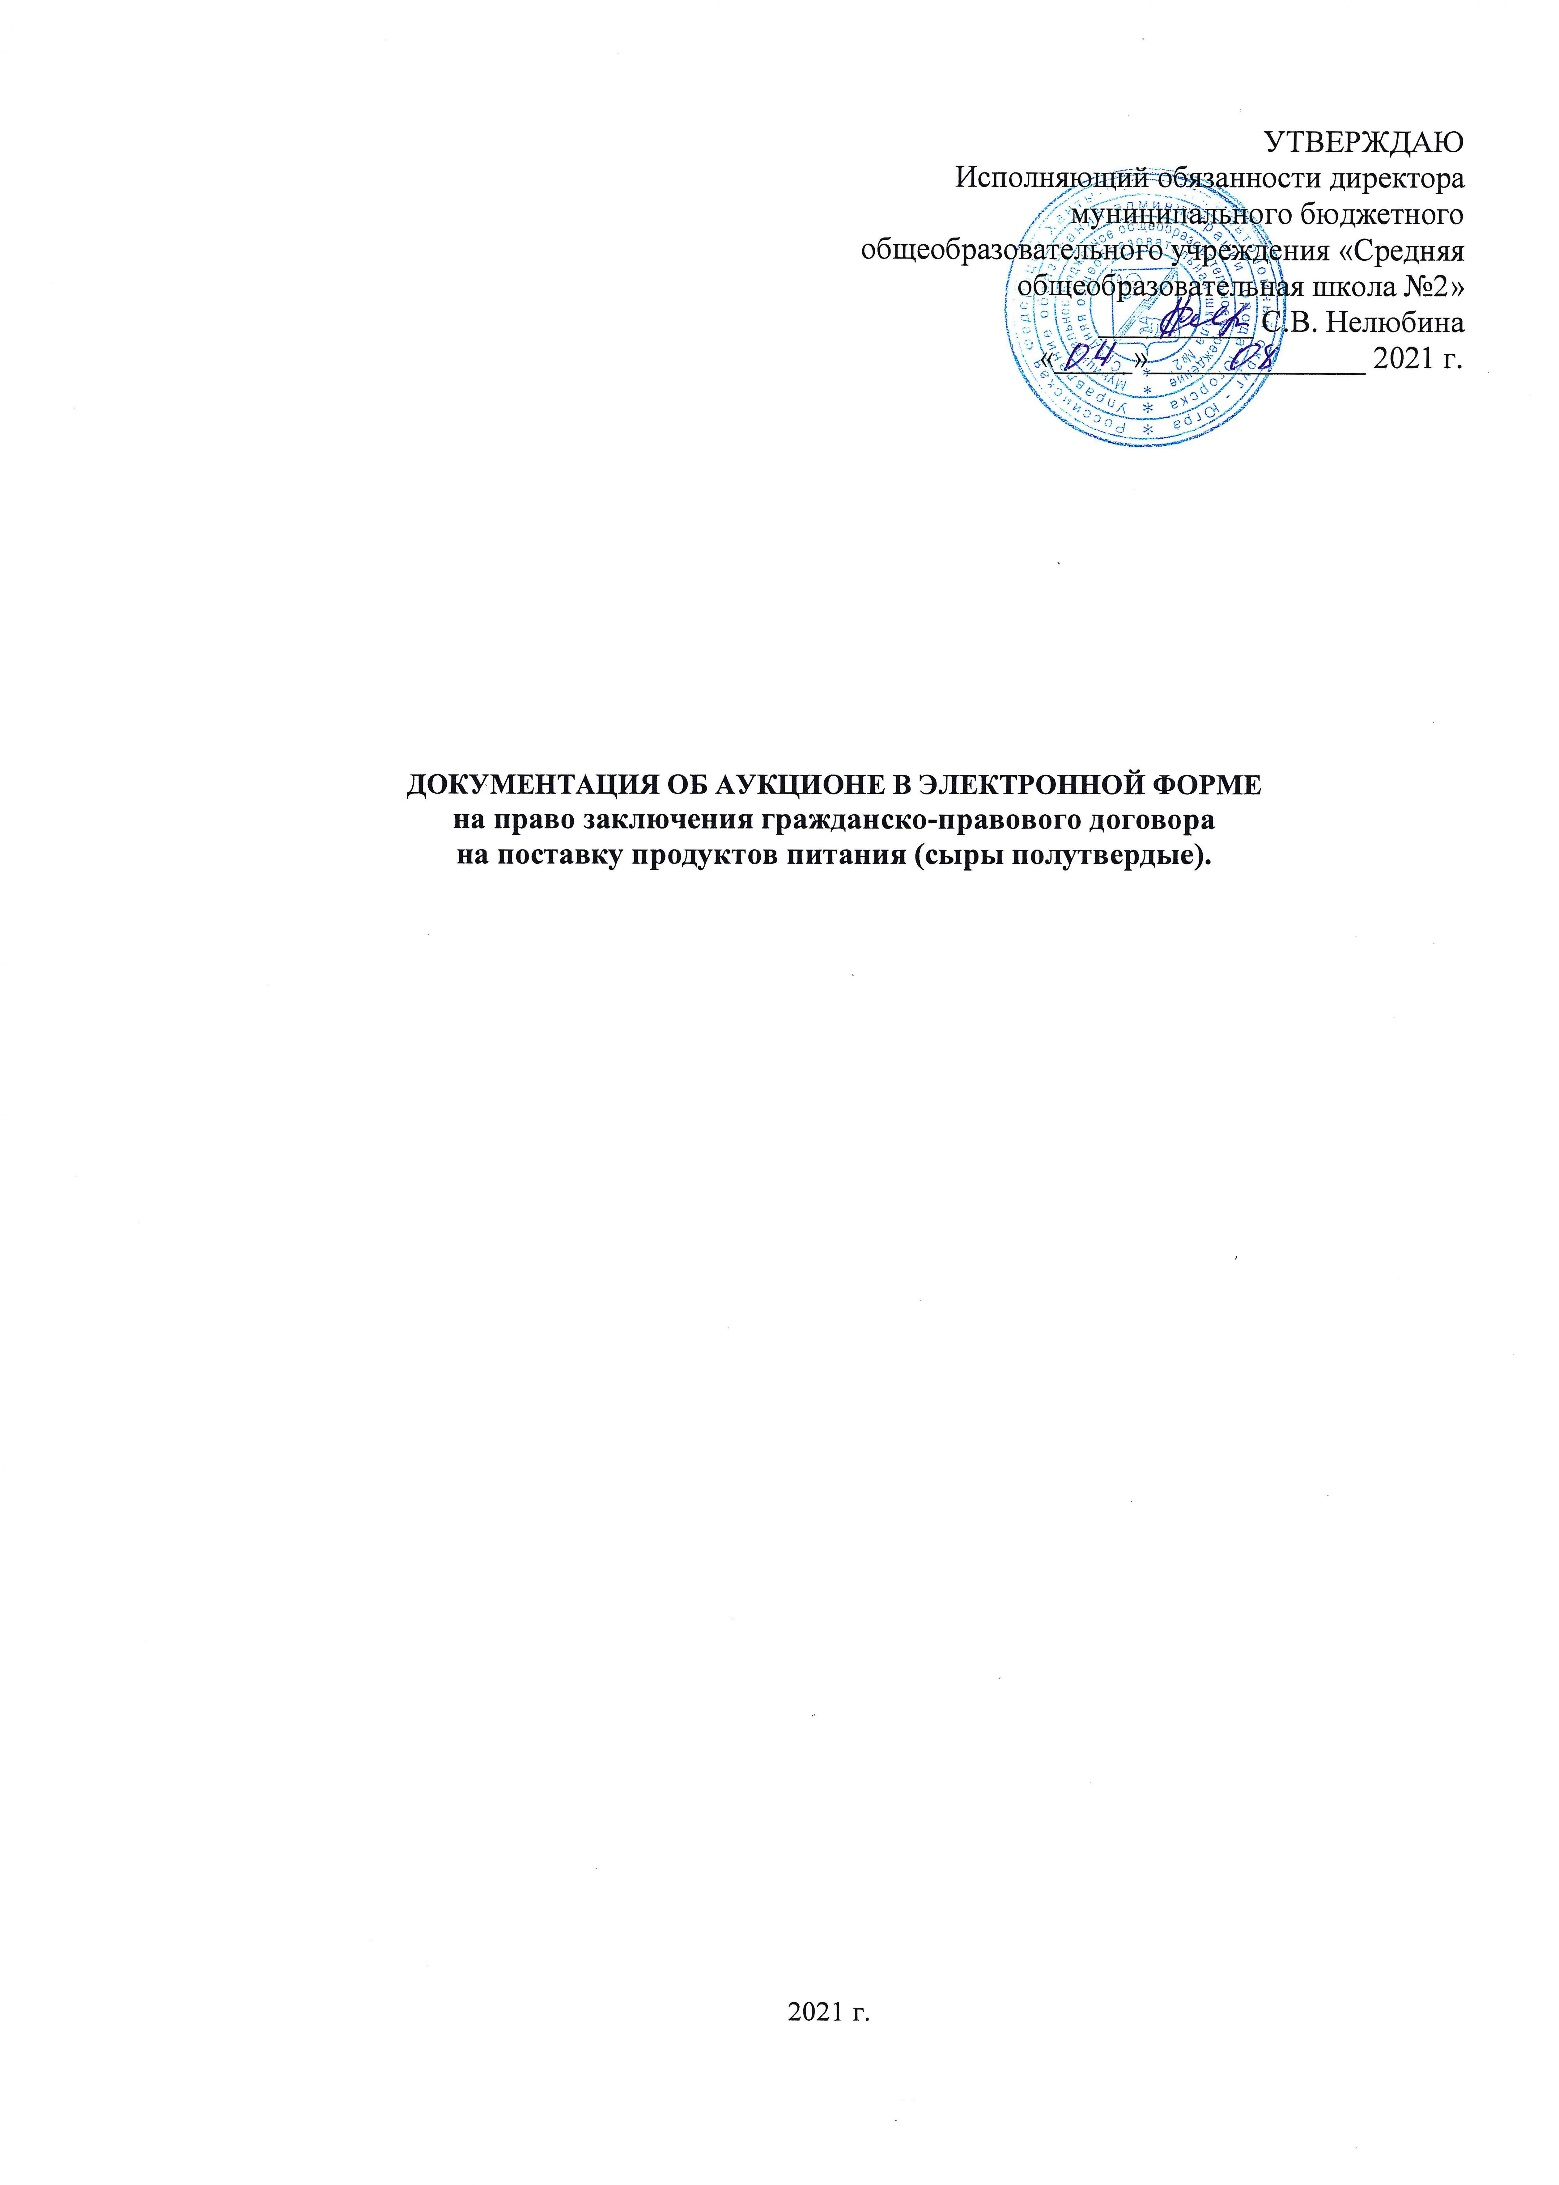 УТВЕРЖДАЮ
Исполняющий обязанности директора
муниципального бюджетного
общеобразовательного учреждения «Средняя
общеобразовательная школа №2»
С.В. Нелюбина
«04» 08 2021 г.
ДОКУМЕНТАЦИЯ ОБ АУКЦИОНЕ В ЭЛЕКТРОННОЙ ФОРМЕ
на право заключения гражданско-правового договора
на поставку продуктов питания (сыры полутвердые).
2021 г.